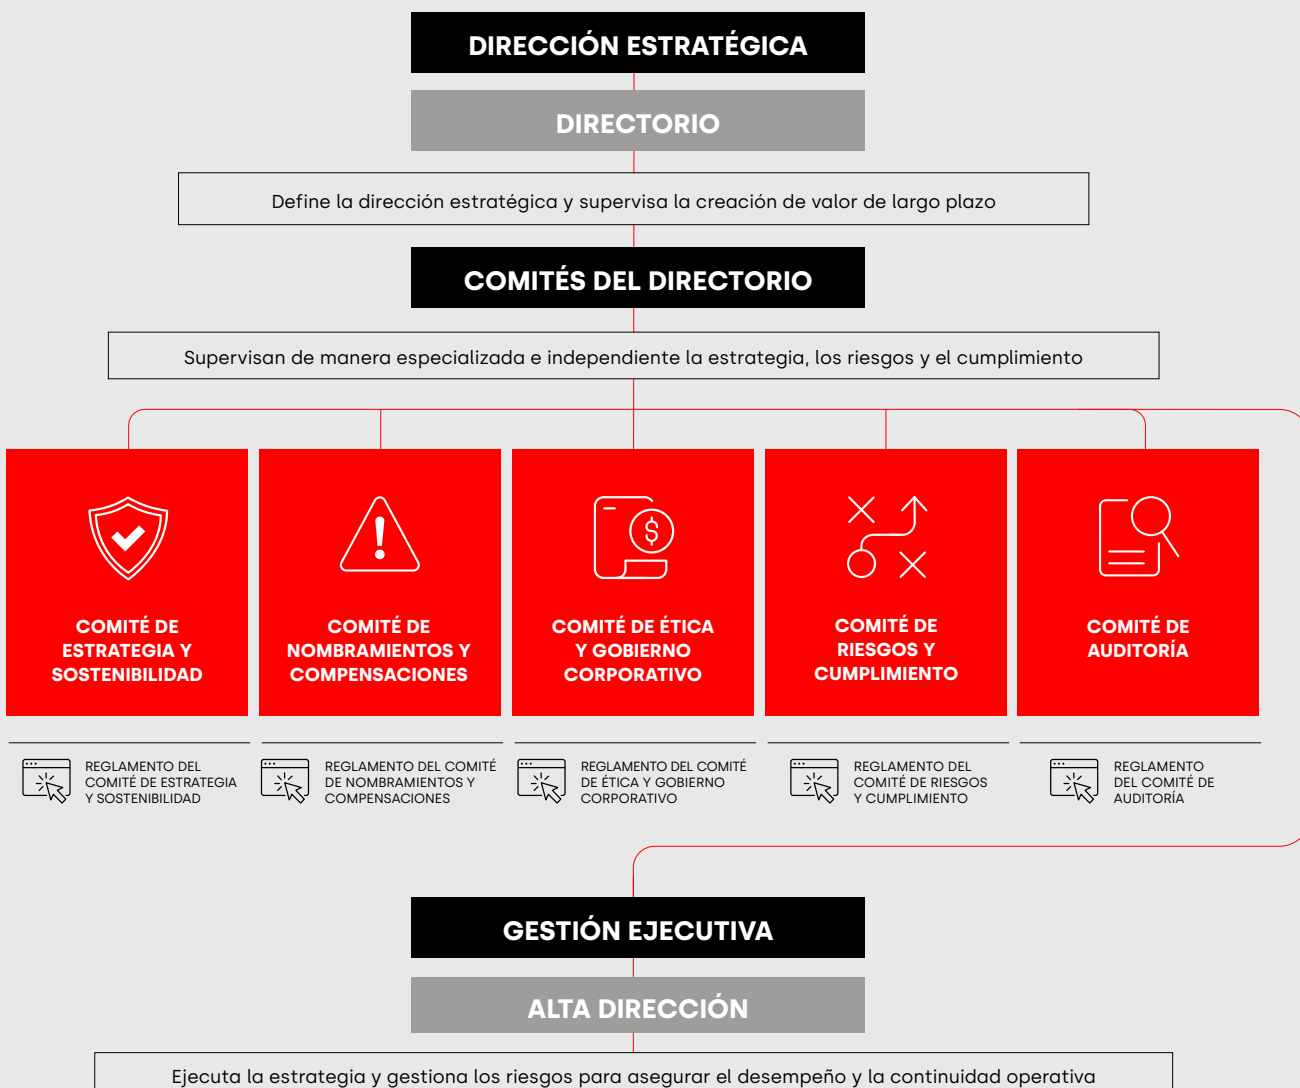 DIRECCIÓN ESTRATÉGICA
DIRECTORIO
Define la dirección estratégica y supervisa la creación de valor de largo plazo
COMITÉS DEL DIRECTORIO
Supervisan de manera especializada e independiente la estrategia, los riesgos y el cumplimiento
COMITÉ DE
ESTRATEGIA Y
SOSTENIBILIDAD
COMITÉ DE
NOMBRAMIENTOS Y
COMPENSACIONES
COMITÉ DE ÉTICA
Y GOBIERNO
CORPORATIVO
COMITÉ DE
RIESGOS Y
CUMPLIMIENTO
COMITÉ DE
AUDITORÍA
REGLAMENTO DEL
COMITÉ DE ESTRATEGIA
Y SOSTENIBILIDAD
REGLAMENTO DEL COMITÉ
DE NOMBRAMIENTOS Y
COMPENSACIONES
REGLAMENTO DEL COMITÉ
DE ÉTICA Y GOBIERNO
CORPORATIVO
REGLAMENTO DEL
COMITÉ DE RIESGOS
Y CUMPLIMIENTO
REGLAMENTO
DEL COMITÉ DE
AUDITORÍA
GESTIÓN EJECUTIVA
ALTA DIRECCIÓN
Ejecuta la estrategia y gestiona los riesgos para asegurar el desempeño y la continuidad operativa